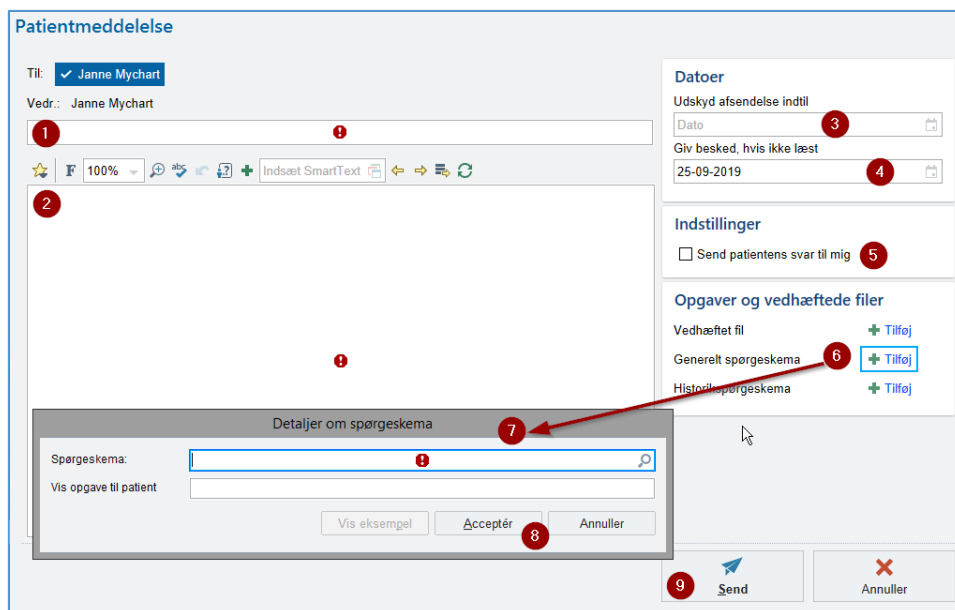 Patientmeddelelse
Til: Janne Mychart
Vedr.: Janne Mychart
1
F 100% abc Indsæt SmartText
2
Datoer
Udskyd afsendelse indtil
Dato 3
Giv besked, hvis ikke læst
25-09-2019 4
Indstillinger
Send patientens svar til mig 5
Opgaver og vedhæftede filer
Vedhæftet fil Tilføj
Generelt spørgeskema 6 Tilføj
Historikspørgeskema Tilføj
Detaljer om spørgeskema 7
Spørgeskema:
Vis opgave til patient
Vis eksempel Acceptér Annuller
8
9 Send Annuller